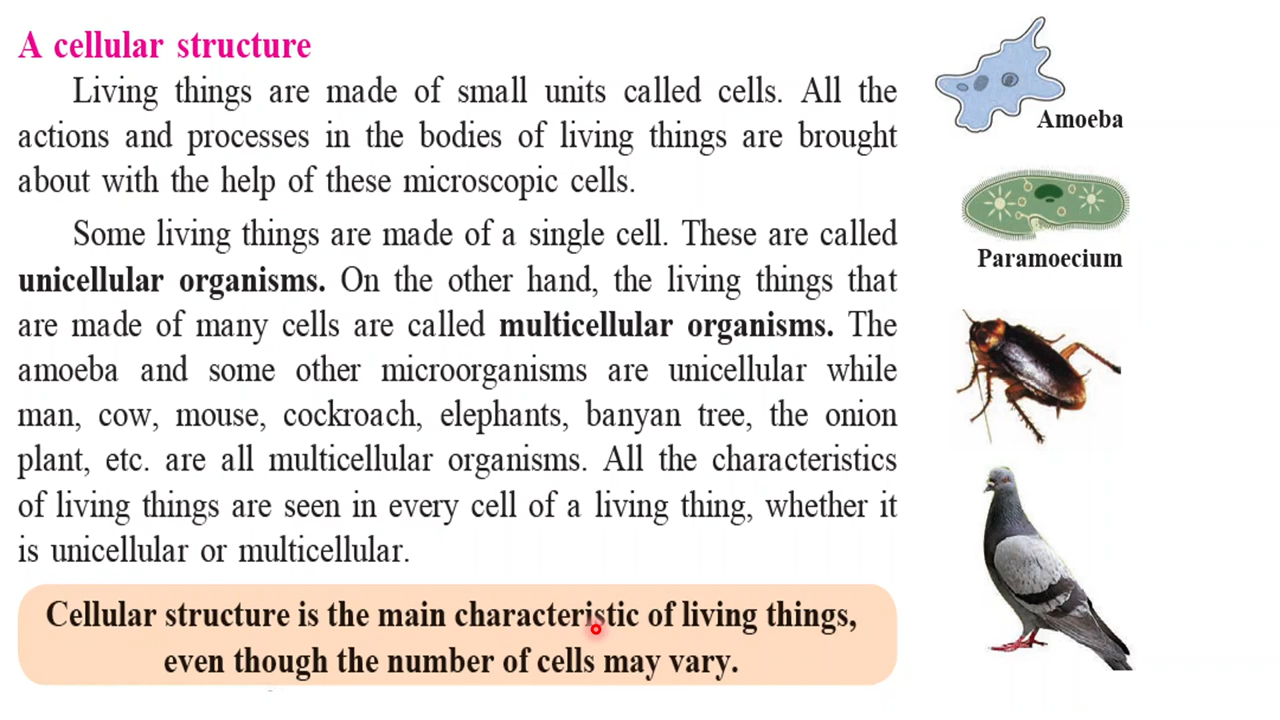 A cellular structure
Living things are made of small units called cells. All the
actions and processes in the bodies of living things are brought
about with the help of these microscopic cells.
Some living things are made of a single cell. These are called
unicellular organisms. On the other hand, the living things that
are made of many cells are called multicellular organisms. The
amoeba and some other microorganisms are unicellular while
man, cow, mouse, cockroach, elephants, banyan tree, the onion
plant, etc. are all multicellular organisms. All the characteristics
of living things are seen in every cell of a living thing, whether it
is unicellular or multicellular.
Cellular structure is the main characteristic of living things,
even though the number of cells may vary.
Amoeba
Paramoecium